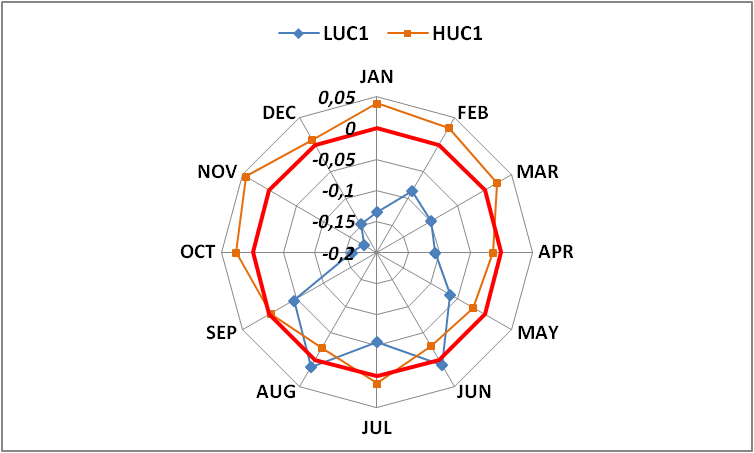 LUC1 HUC1
JAN
0,05
DEC FEB
0
NOV -0,05 MAR
-0,1
-0,15
OCT -0,2 APR
SEP MAY
AUG JUN
JUL